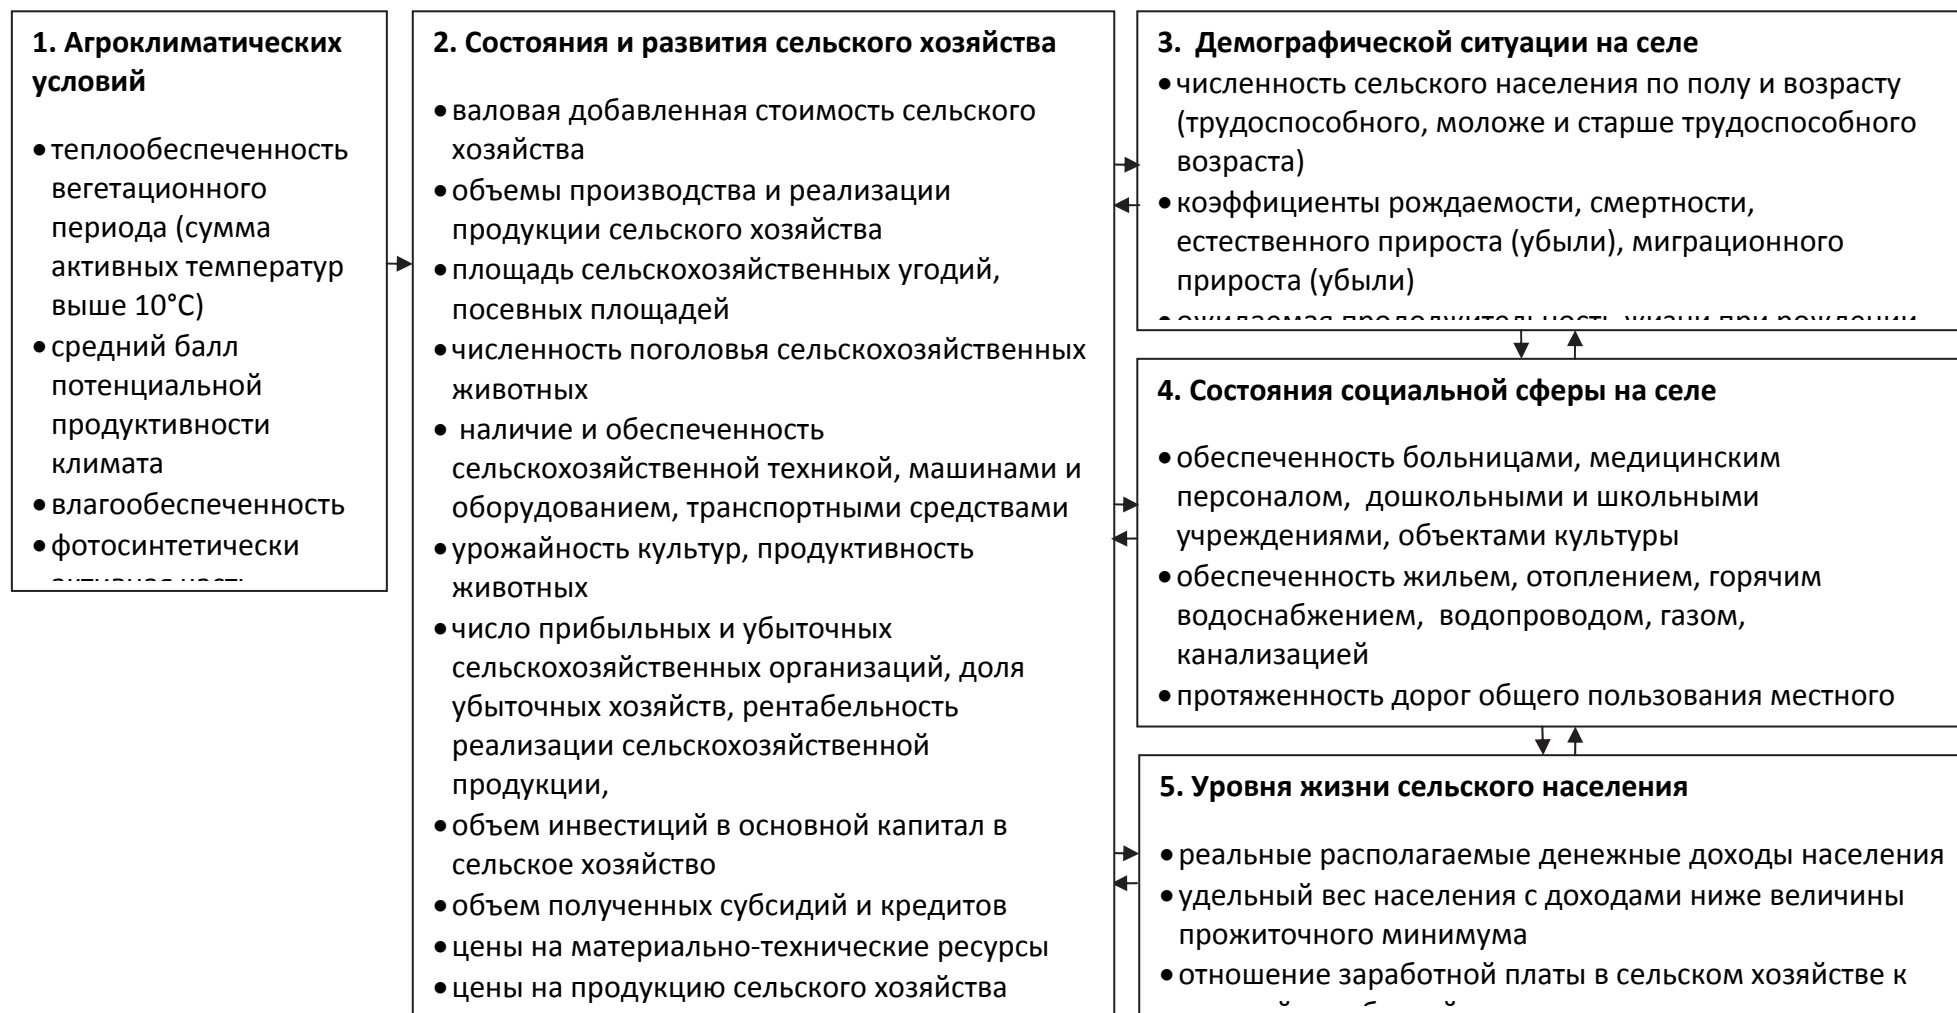 1. Агроклиматических
условий
• теплообеспеченность
вегетационного
периода (сумма
активных температур
выше 10°C)
• средний балл
потенциальной
продуктивности
климата
• влагообеспеченность
• фотосинтетически
активная часть
2. Состояния и развития сельского хозяйства
• валовая добавленная стоимость сельского
хозяйства
• объемы производства и реализации
продукции сельского хозяйства
• площадь сельскохозяйственных угодий,
посевных площадей
• численность поголовья сельскохозяйственных
животных
• наличие и обеспеченность
сельскохозяйственной техникой, машинами и
оборудованием, транспортными средствами
• урожайность культур, продуктивность
животных
• число прибыльных и убыточных
сельскохозяйственных организаций, доля
убыточных хозяйств, рентабельность
реализации сельскохозяйственной
продукции,
• объем инвестиций в основной капитал в
сельское хозяйство
• объем полученных субсидий и кредитов
• цены на материально-технические ресурсы
• цены на продукцию сельского хозяйства
3. Демографической ситуации на селе
• численность сельского населения по полу и возрасту
(трудоспособного, моложе и старше трудоспособного
возраста)
• коэффициенты рождаемости, смертности,
естественного прироста (убыли), миграционного
прироста (убыли)
• ожидаемая продолжительность жизни при рождении
4. Состояния социальной сферы на селе
• обеспеченность больницами, медицинским
персоналом, дошкольными и школьными
учреждениями, объектами культуры
• обеспеченность жильем, отоплением, горячим
водоснабжением, водопроводом, газом,
канализацией
• протяженность дорог общего пользования местного
5. Уровня жизни сельского населения
• реальные располагаемые денежные доходы населения
• удельный вес населения с доходами ниже величины
прожиточного минимума
• отношение заработной платы в сельском хозяйстве к